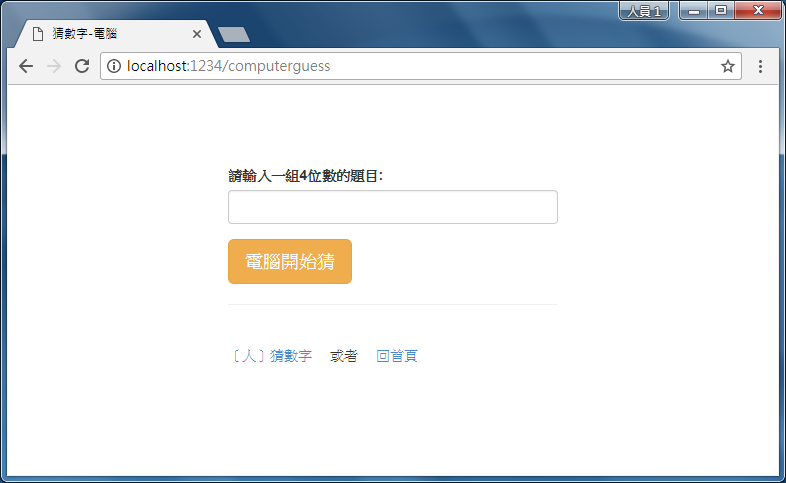 人員 1
猜數字-電腦
localhost:1234/computerguess
請輸入一組4位數的題目:
電腦開始猜
〔人〕猜數字 或者 回首頁